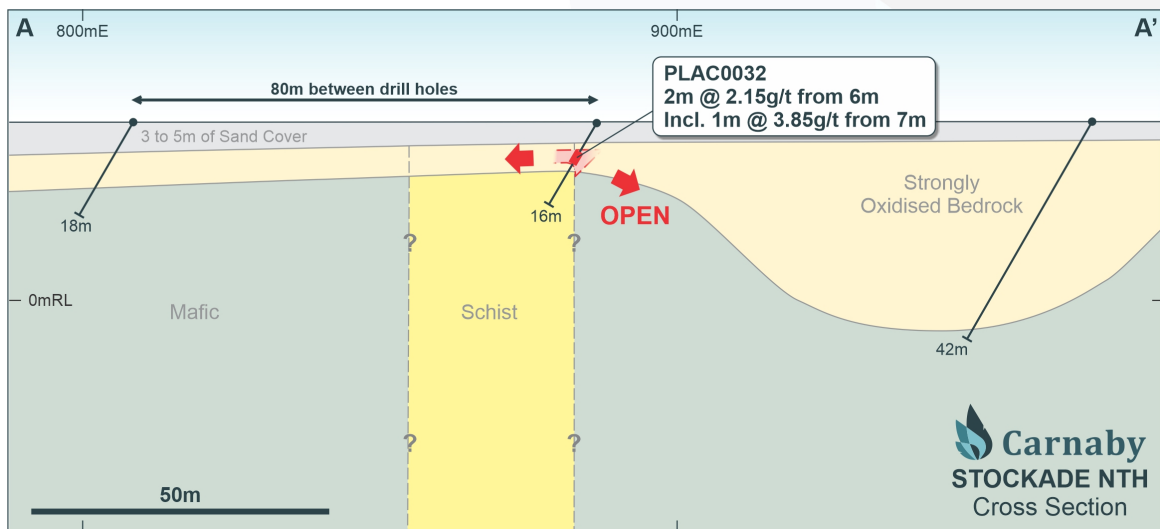 A
800mE
900mE
A'
80m between drill holes
PLAC0032
2m @ 2.15g/t from 6m
Incl. 1m @ 3.85g/t from 7m
3 to 5m of Sand Cover
Strongly
Oxidised Bedrock
18m
16m
OPEN
?
?
0mRL
Mafic
Schist
42m
?
?
Carnaby
STOCKADE NTH
Cross Section
50m